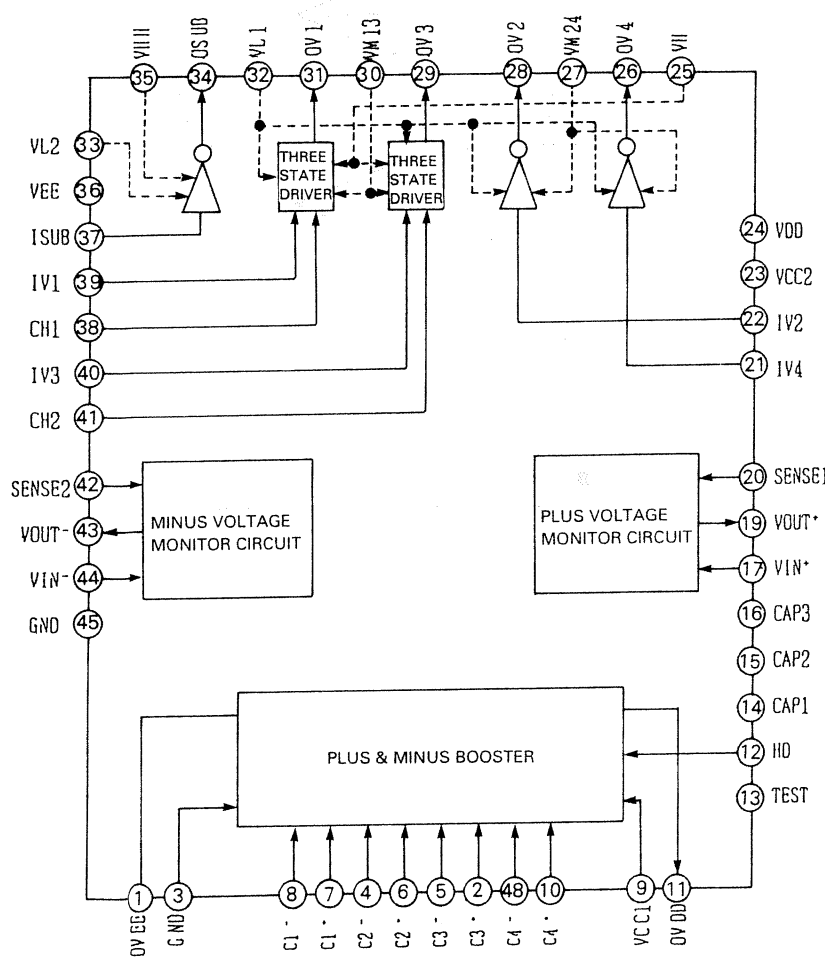 VHH
OSUB
VL1
OV1
VM13
OV3
OV2
VM24
OV4
VH
35
34
32
31
30
29
28
27
26
25
VL2
33
VEE
36
ISUB
37
IV1
39
CH1
38
IV3
40
CH2
41
THREE
STATE
DRIVER
THREE
STATE
DRIVER
24
VDD
23
VCC2
22
IV2
21
IV4
SENSE2
42
VOUT-
43
VIN-
44
GND
45
MINUS VOLTAGE
MONITOR CIRCUIT
PLUS VOLTAGE
MONITOR CIRCUIT
20
SENSE1
19
VOUT+
17
VIN+
16
CAP3
15
CAP2
14
CAP1
12
HD
13
TEST
PLUS & MINUS BOOSTER
1
3
8
7
4
6
5
2
48
10
9
11
OVEE
GND
C1-
C1+
C2-
C2+
C3-
C3+
C4-
C4+
VCC1
OVDD